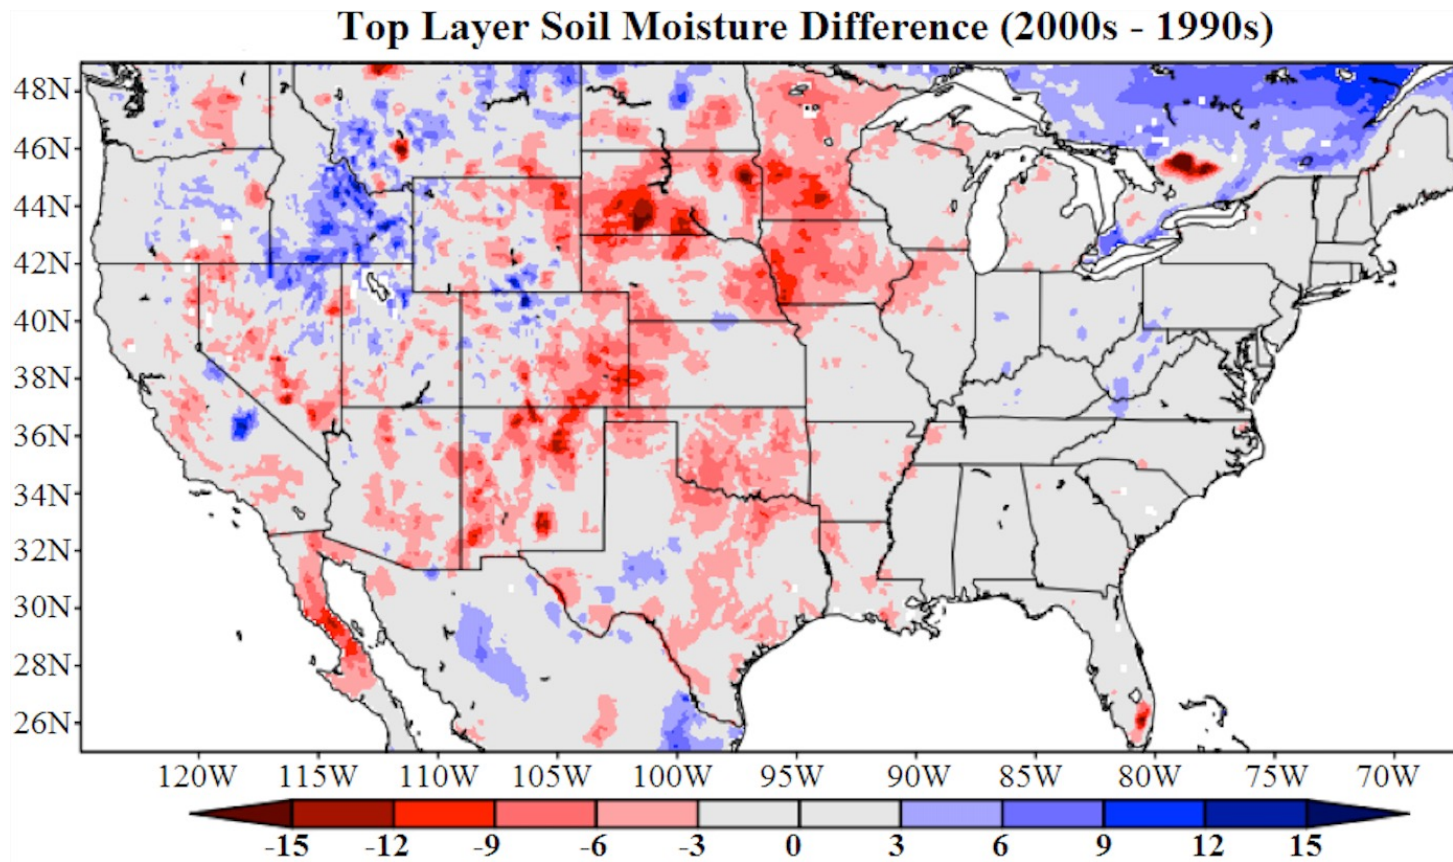 Top Layer Soil Moisture Difference (2000s - 1990s)
48N
46N
44N
42N
40N
38N
36N
34N
32N
30N
28N
26N
120W 115W 110W 105W 100W 95W 90W 85W 80W 75W 70W
-15 -12 -9 -6 -3 0 3 6 9 12 15